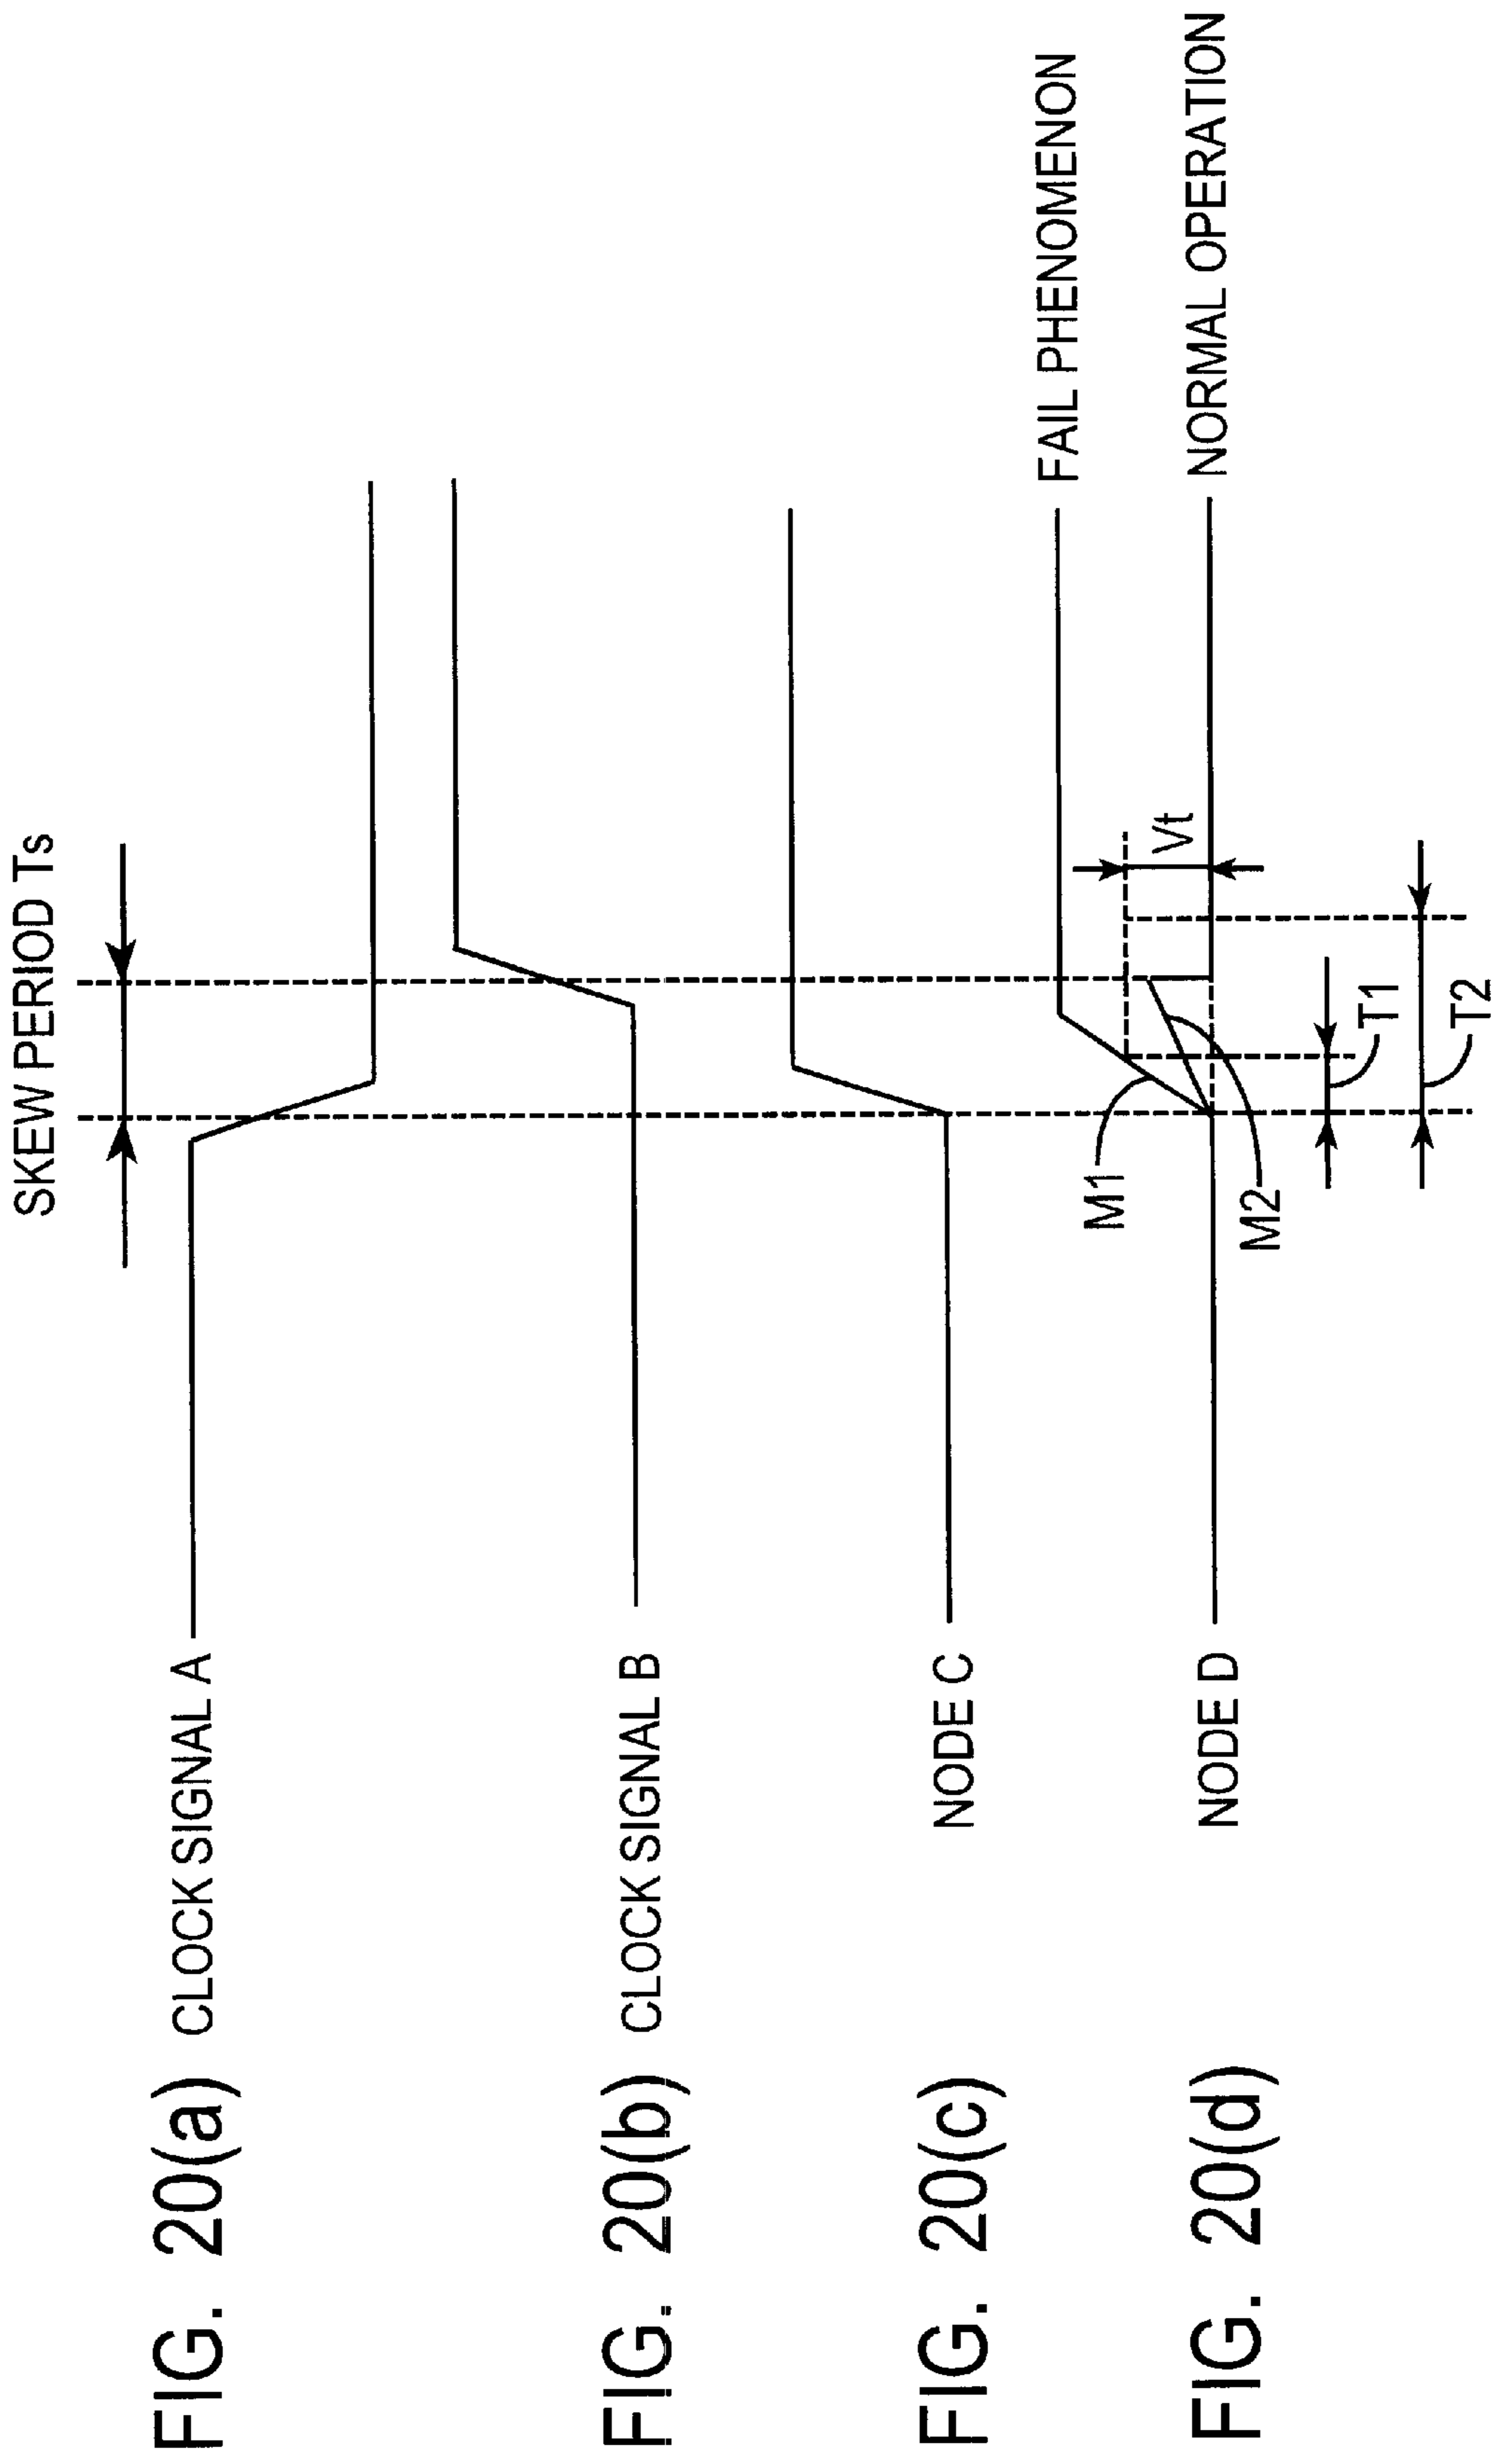 SKEW PERIOD Ts
FIG. 20(a) CLOCK SIGNAL A
FIG. 20(b) CLOCK SIGNAL B
FIG. 20(c) NODE C
FIG. 20(d) NODE D
FAIL PHENOMENON
NORMAL OPERATION
Vt
M1
M2
T1
T2